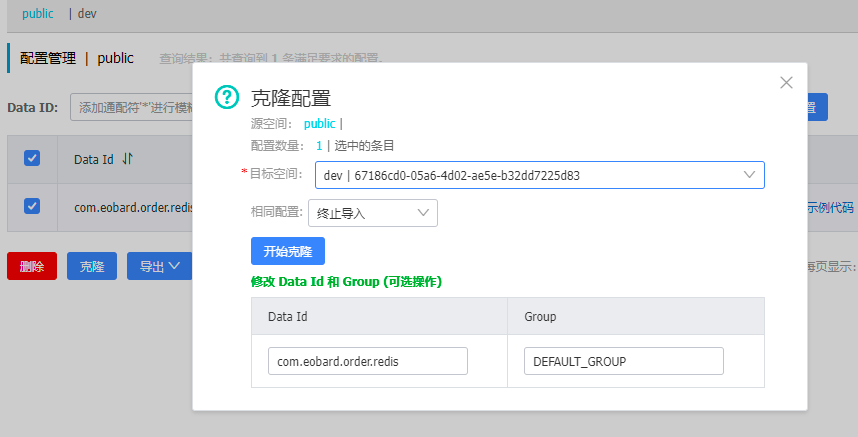 public | dev
配置管理 | public 查询结果：共查询到 1 条满足要求的配置。
克隆配置
源空间： public |
配置数量： 1 | 选中的条目
Data ID: 添加通配符'*'进行模 置
* 目标空间： dev | 67186cd0-05a6-4d02-ae5e-b32dd7225d83
Data Id
相同配置: 终止导入
com.eobard.order.redis 示例代码
开始克隆
删除 克隆 导出 每页显示:
修改 Data Id 和 Group (可选操作)
Data Id Group
com.eobard.order.redis DEFAULT_GROUP